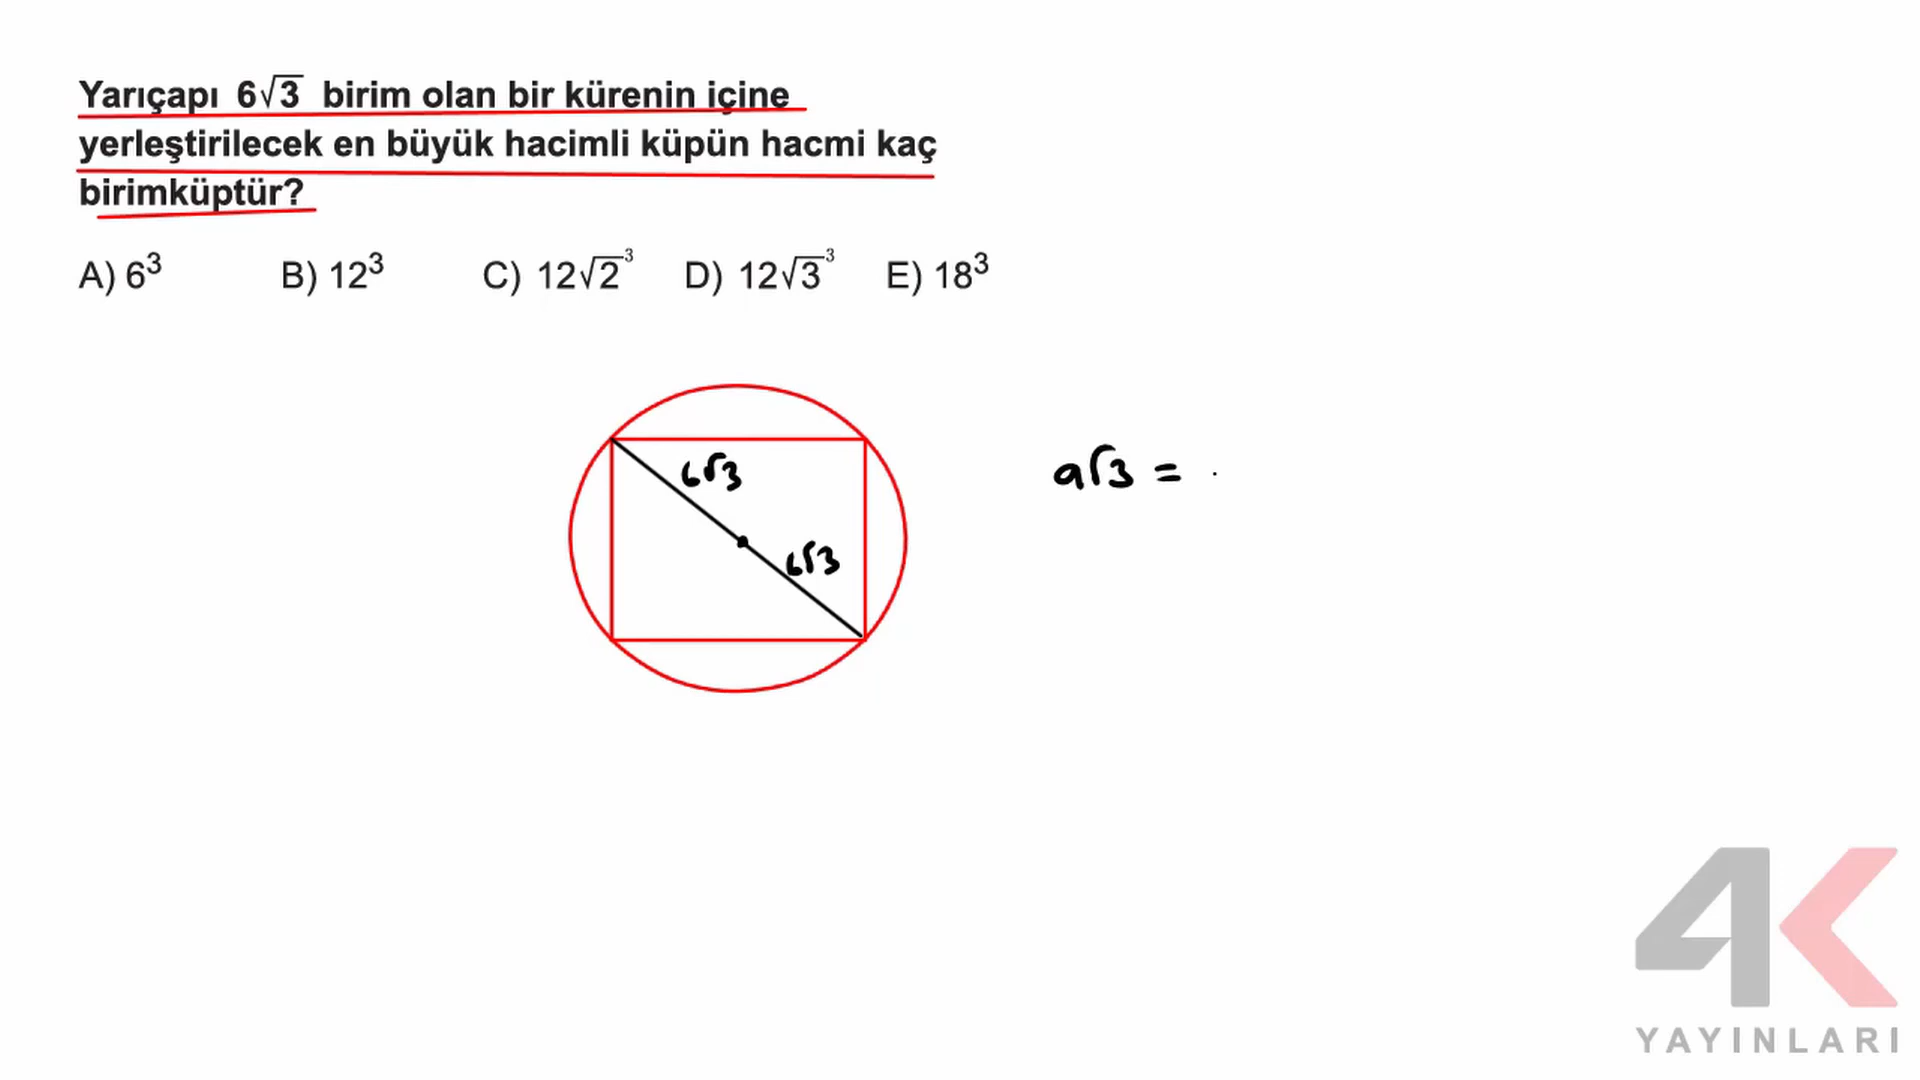 Yarıçapı 6√3 birim olan bir kürenin içine
yerleştirilecek en büyük hacimli küpün hacmi kaç
birimküptür?
A) 6³ B) 12³ C) 12√2³ D) 12√3³ E) 18³
6√3
a√3 =
6√3
4K
YAYINLARI